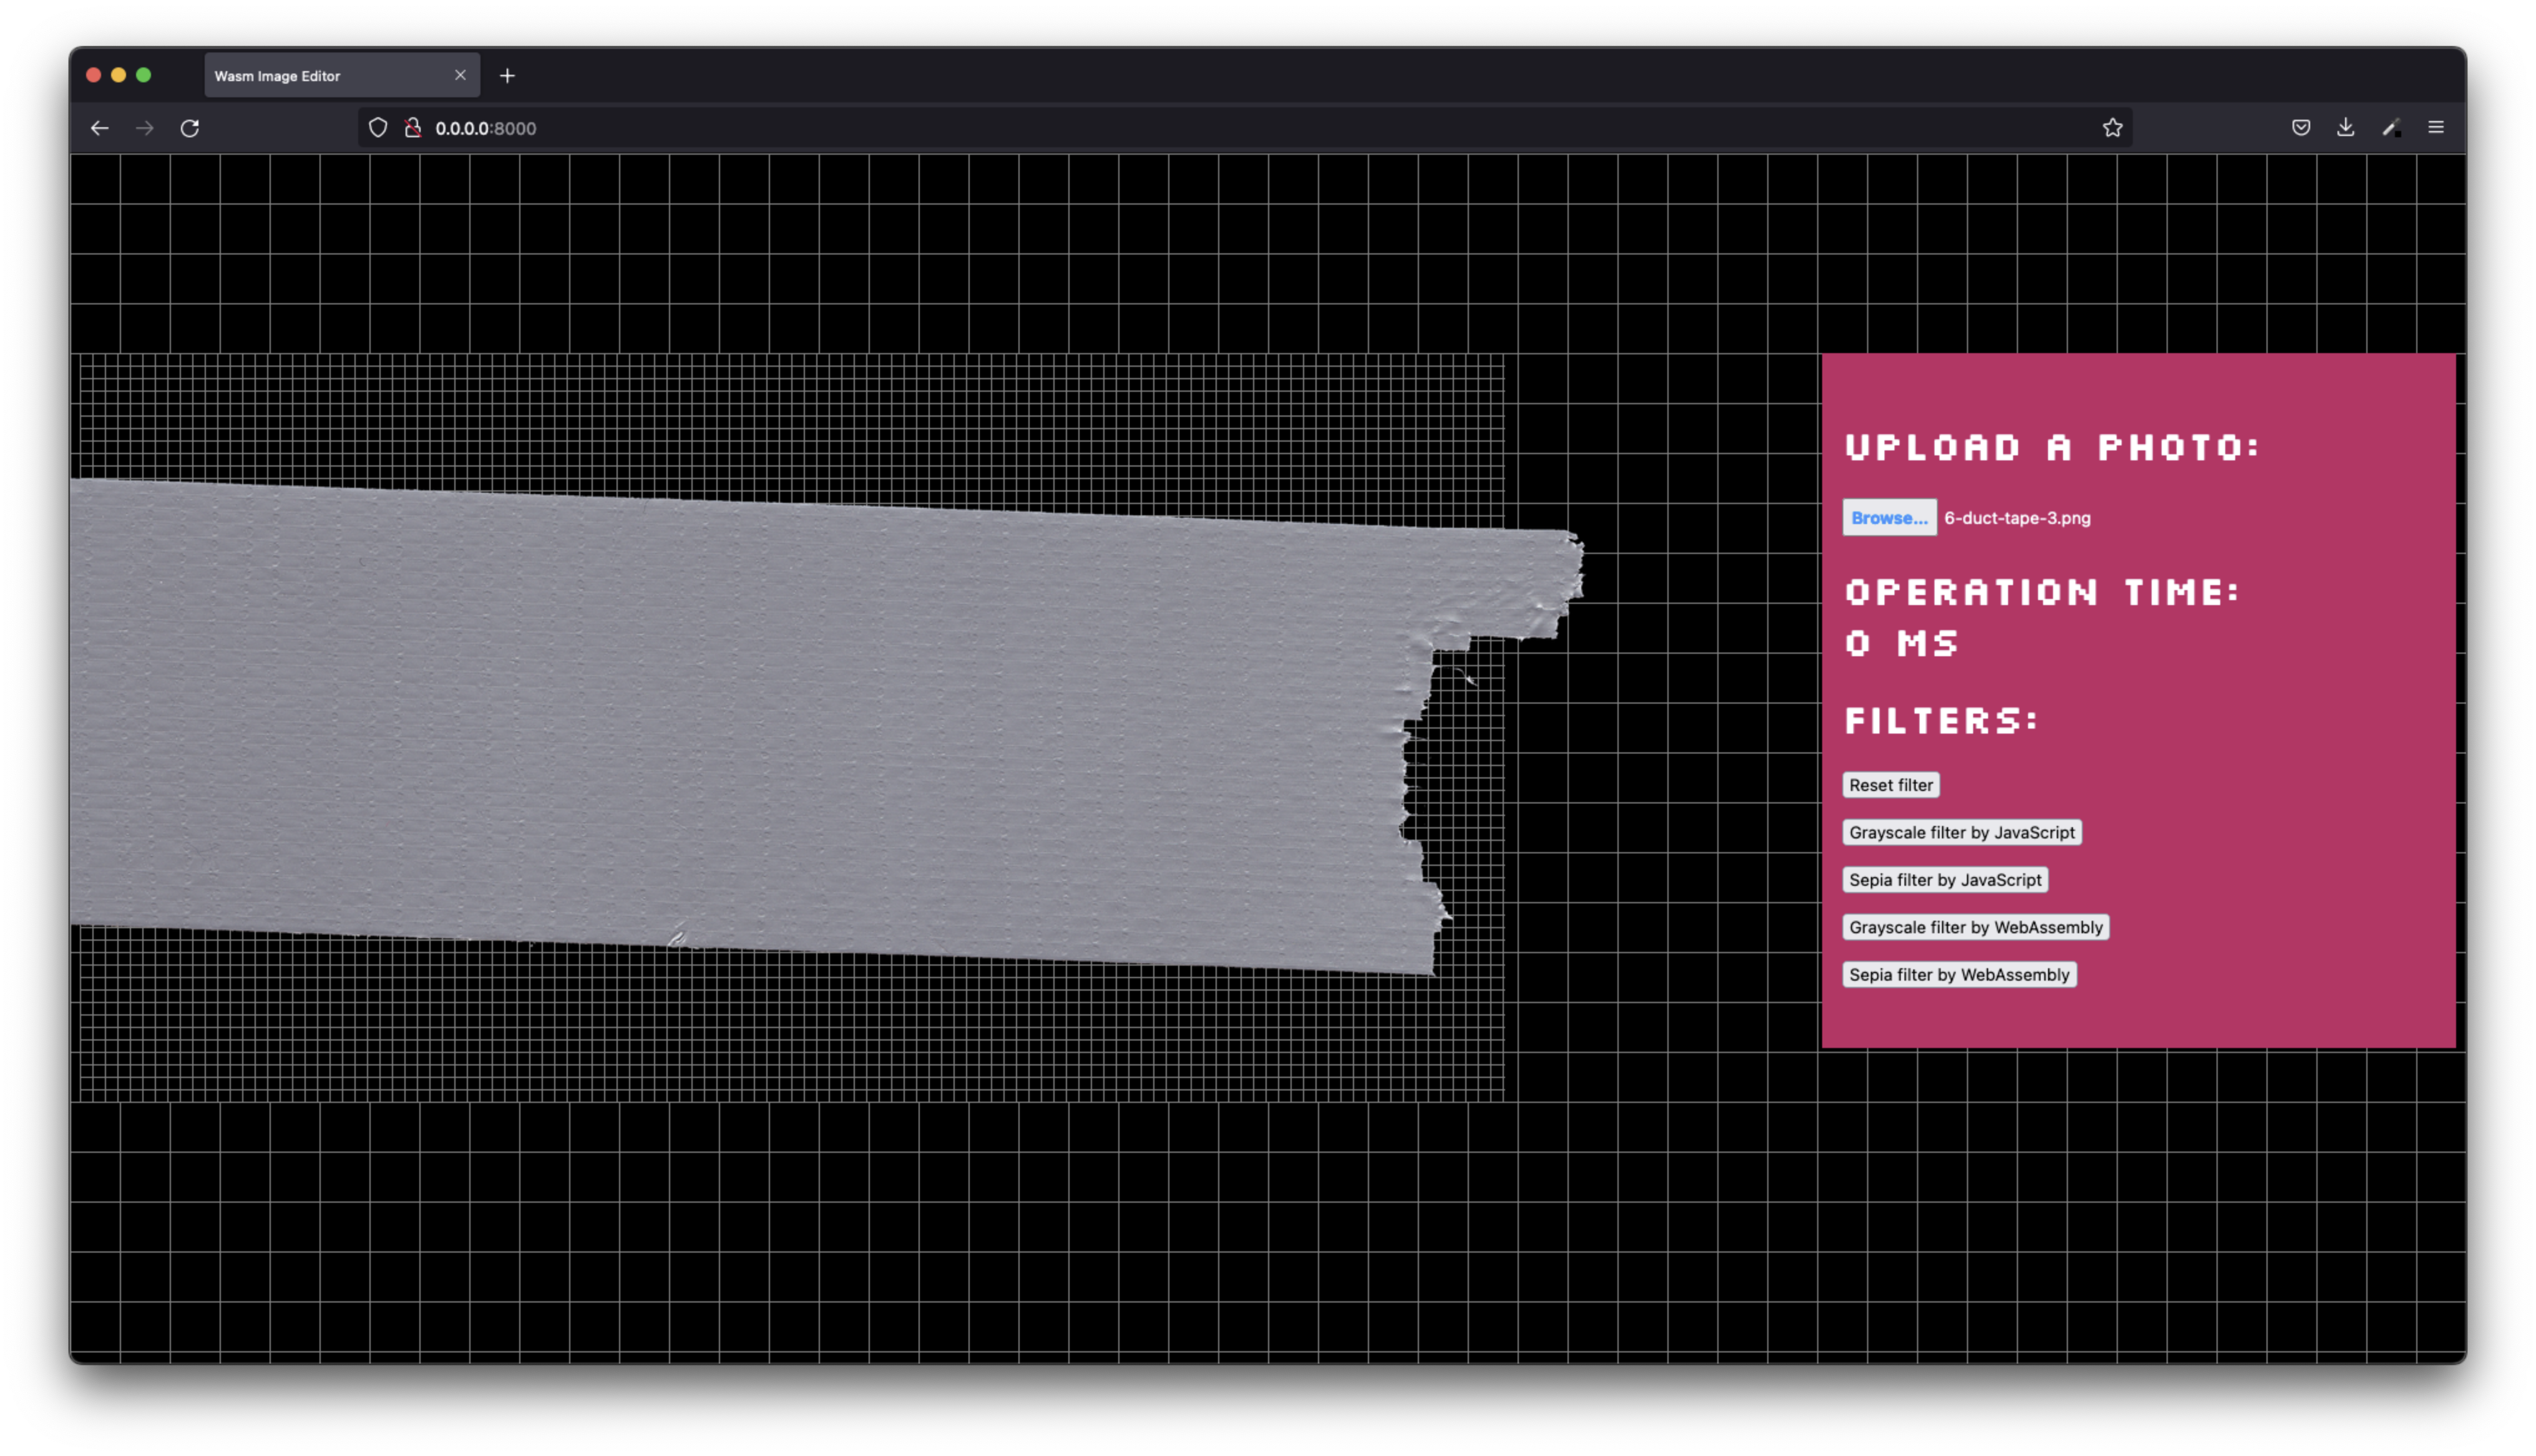 Wasm Image Editor
0.0.0.0:8000
UPLOAD A PHOTO:
Browse... 6-duct-tape-3.png
OPERATION TIME:
0 MS
FILTERS:
Reset filter
Grayscale filter by JavaScript
Sepia filter by JavaScript
Grayscale filter by WebAssembly
Sepia filter by WebAssembly